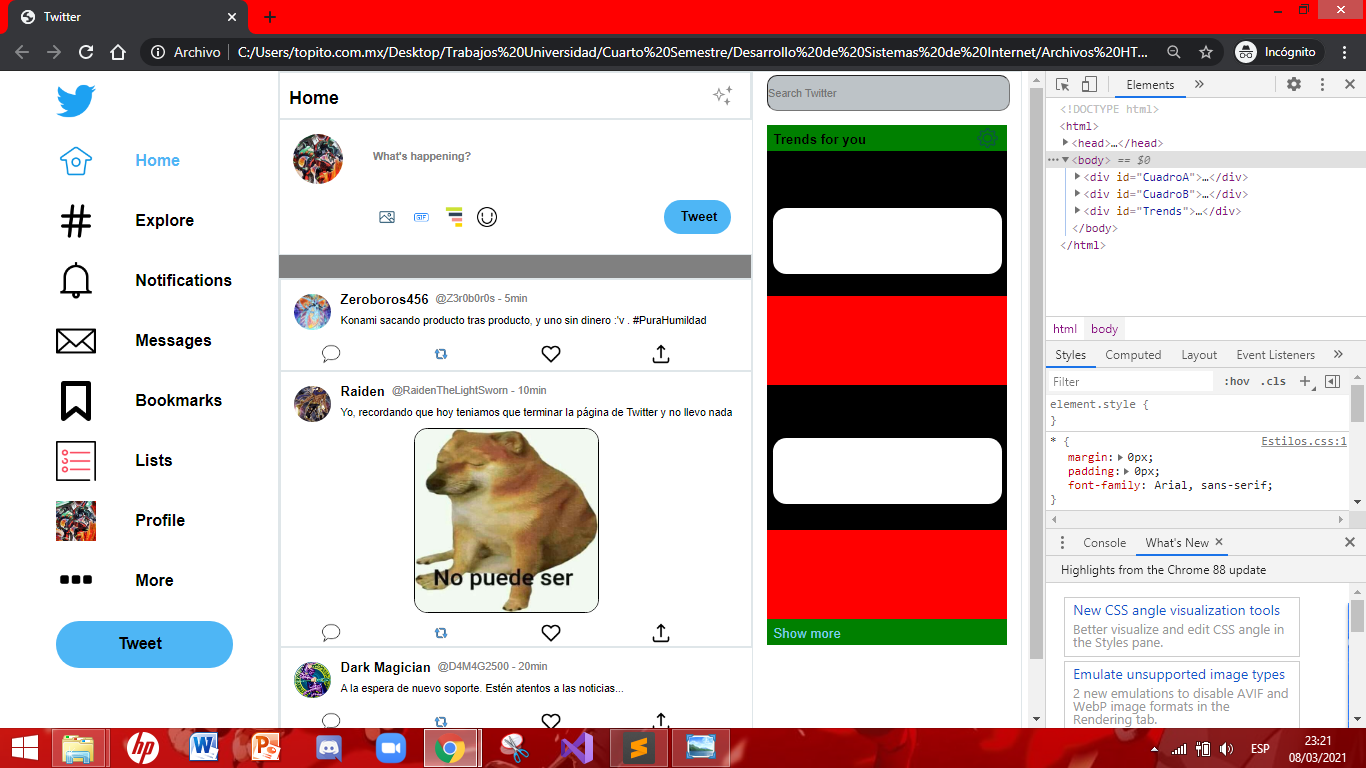 Twitter
Archivo
C:/Users/topito.com.mx/Desktop/Trabajos%20Universidad/Cuarto%20Semestre/Desarrollo%20de%20Sistemas%20de%20Internet/Archivos%20HT...
Incógnito
Home
Explore
Notifications
Messages
Bookmarks
Lists
Profile
More
Tweet
Home
What's happening?
GIF
Tweet
Zeroboros456 @Z3r0b0r0s - 5min
Konami sacando producto tras producto, y uno sin dinero :'v . #PuraHumildad
Raiden @RaidenTheLightSworn - 10min
Yo, recordando que hoy teniamos que terminar la página de Twitter y no llevo nada
No puede ser
Dark Magician @D4M4G2500 - 20min
A la espera de nuevo soporte. Estén atentos a las noticias...
Search Twitter
Trends for you
Show more
Elements
<!DOCTYPE html>
<html>
<head>…</head>
<body> == $0
<div id="CuadroA">…</div>
<div id="CuadroB">…</div>
<div id="Trends">…</div>
</body>
</html>
html body
Styles Computed Layout Event Listeners
Filter :hov .cls
element.style {
}
* { Estilos.css:1
margin: 0px;
padding: 0px;
font-family: Arial, sans-serif;
}
Console What's New
Highlights from the Chrome 88 update
New CSS angle visualization tools
Better visualize and edit CSS angle in
the Styles pane.
Emulate unsupported image types
2 new emulations to disable AVIF and
WebP image formats in the
Rendering tab.
ESP
23:21
08/03/2021